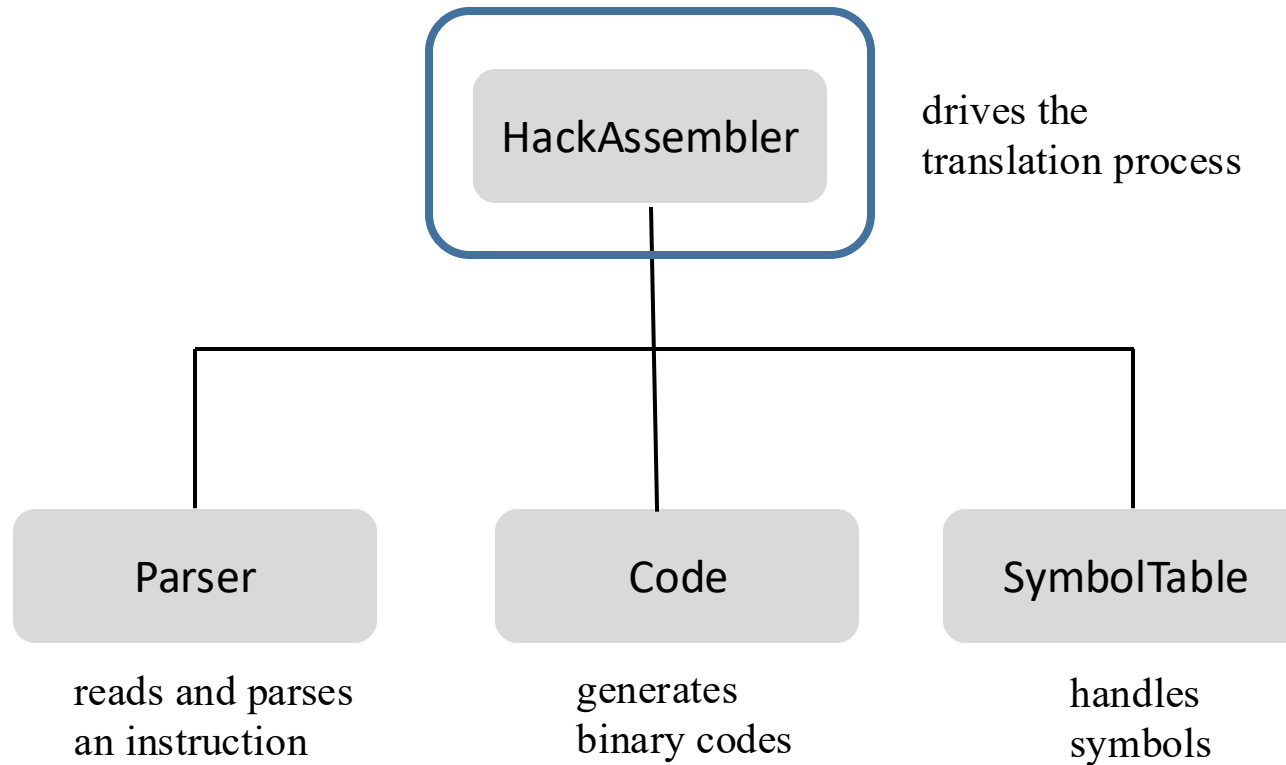 HackAssembler
drives the
translation process
Parser
Code
SymbolTable
reads and parses
an instruction
generates
binary codes
handles
symbols